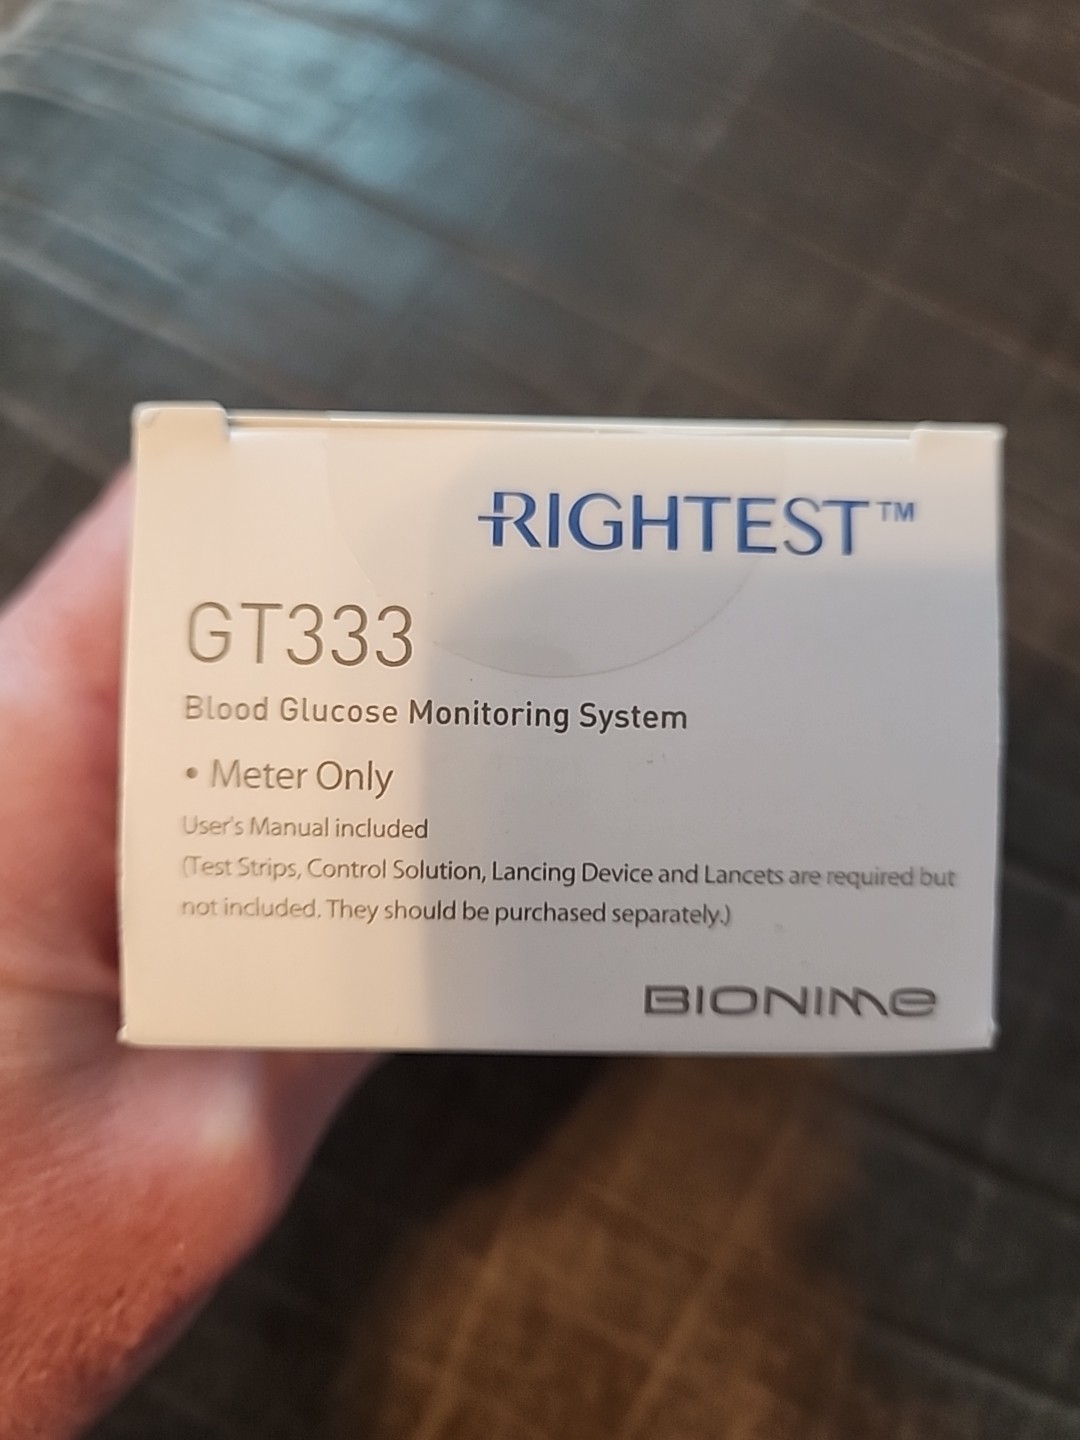 RIGHTEST™
GT333
Blood Glucose Monitoring System
• Meter Only
User's Manual included
(Test Strips, Control Solution, Lancing Device and Lancets are required but
not included. They should be purchased separately.)
BIONIME